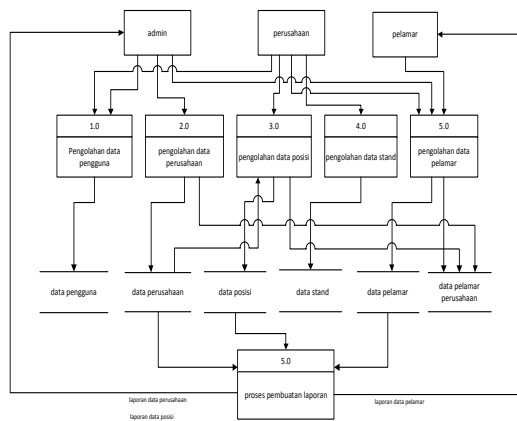 admin
perusahaan
pelamar
1.0
2.0
3.0
4.0
5.0
Pengolahan data
pengguna
pengolahan data
perusahaan
pengolahan data posisi
pengolahan data stand
pengolahan data
pelamar
data pengguna
data perusahaan
data posisi
data stand
data pelamar
data pelamar
perusahaan
5.0
proses pembuatan laporan
laporan data perusahaan
laporan data posisi
laporan data pelamar